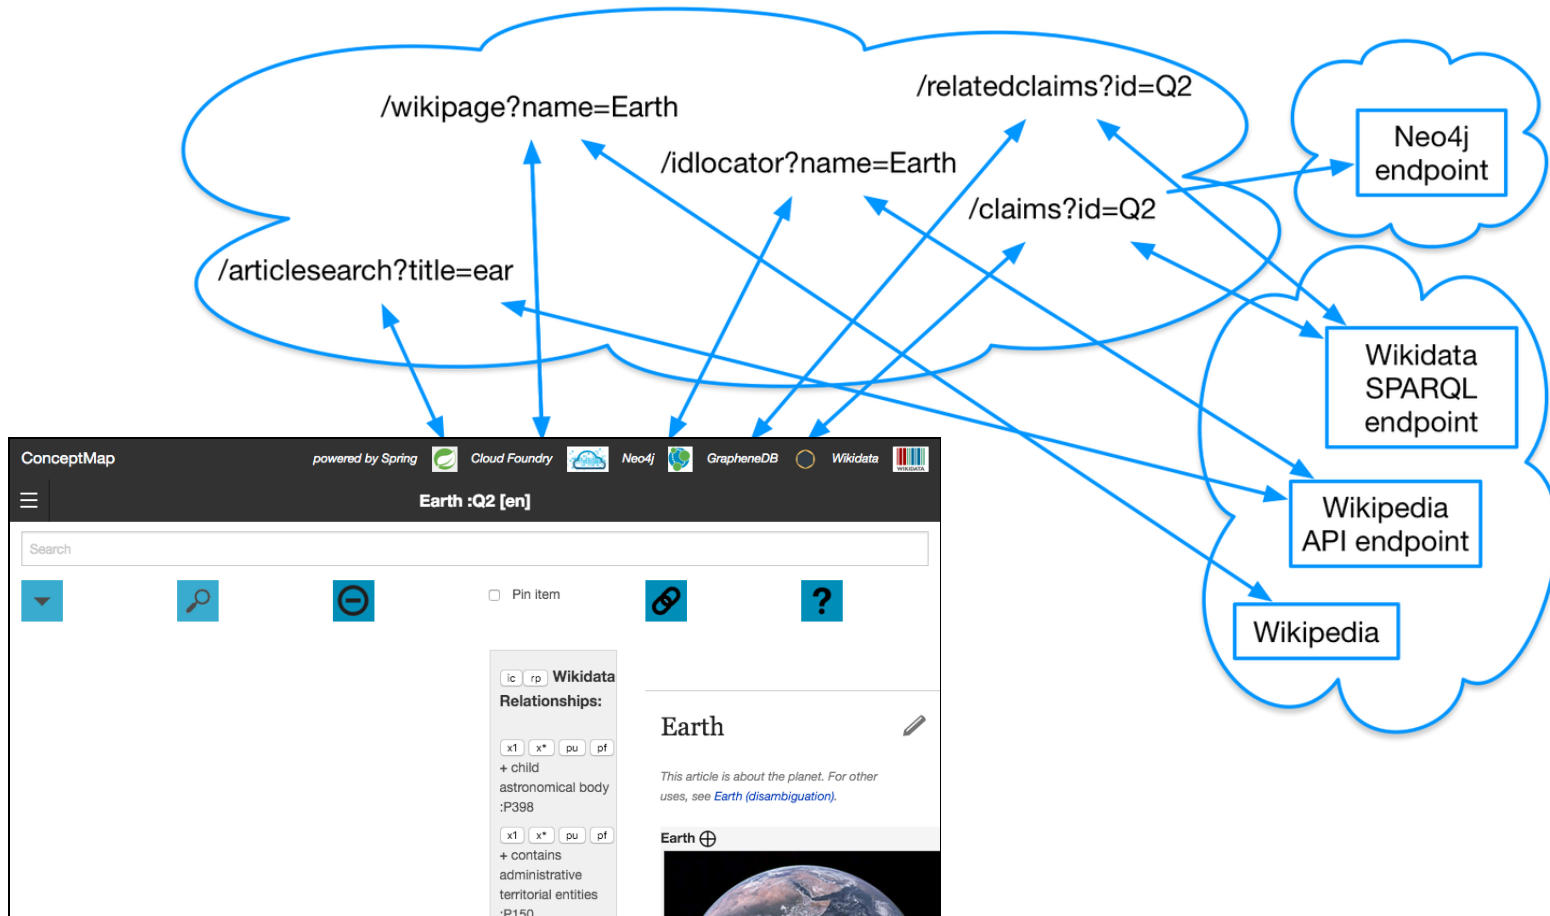 /wikipage?name=Earth
/relatedclaims?id=Q2
/idlocator?name=Earth
/claims?id=Q2
/articlesearch?title=ear
Neo4j
endpoint
Wikidata
SPARQL
endpoint
Wikipedia
API endpoint
Wikipedia
ConceptMap
powered by Spring
Cloud Foundry
Neo4j
GrapheneDB
Wikidata
WIKIDATA
Earth :Q2 [en]
Search
Pin item
?
ic rp Wikidata
Relationships:
x1 x* pu pf
+ child
astronomical body
:P398
x1 x* pu pf
+ contains
administrative
territorial entities
:P150
Earth
This article is about the planet. For other
uses, see Earth (disambiguation).
Earth